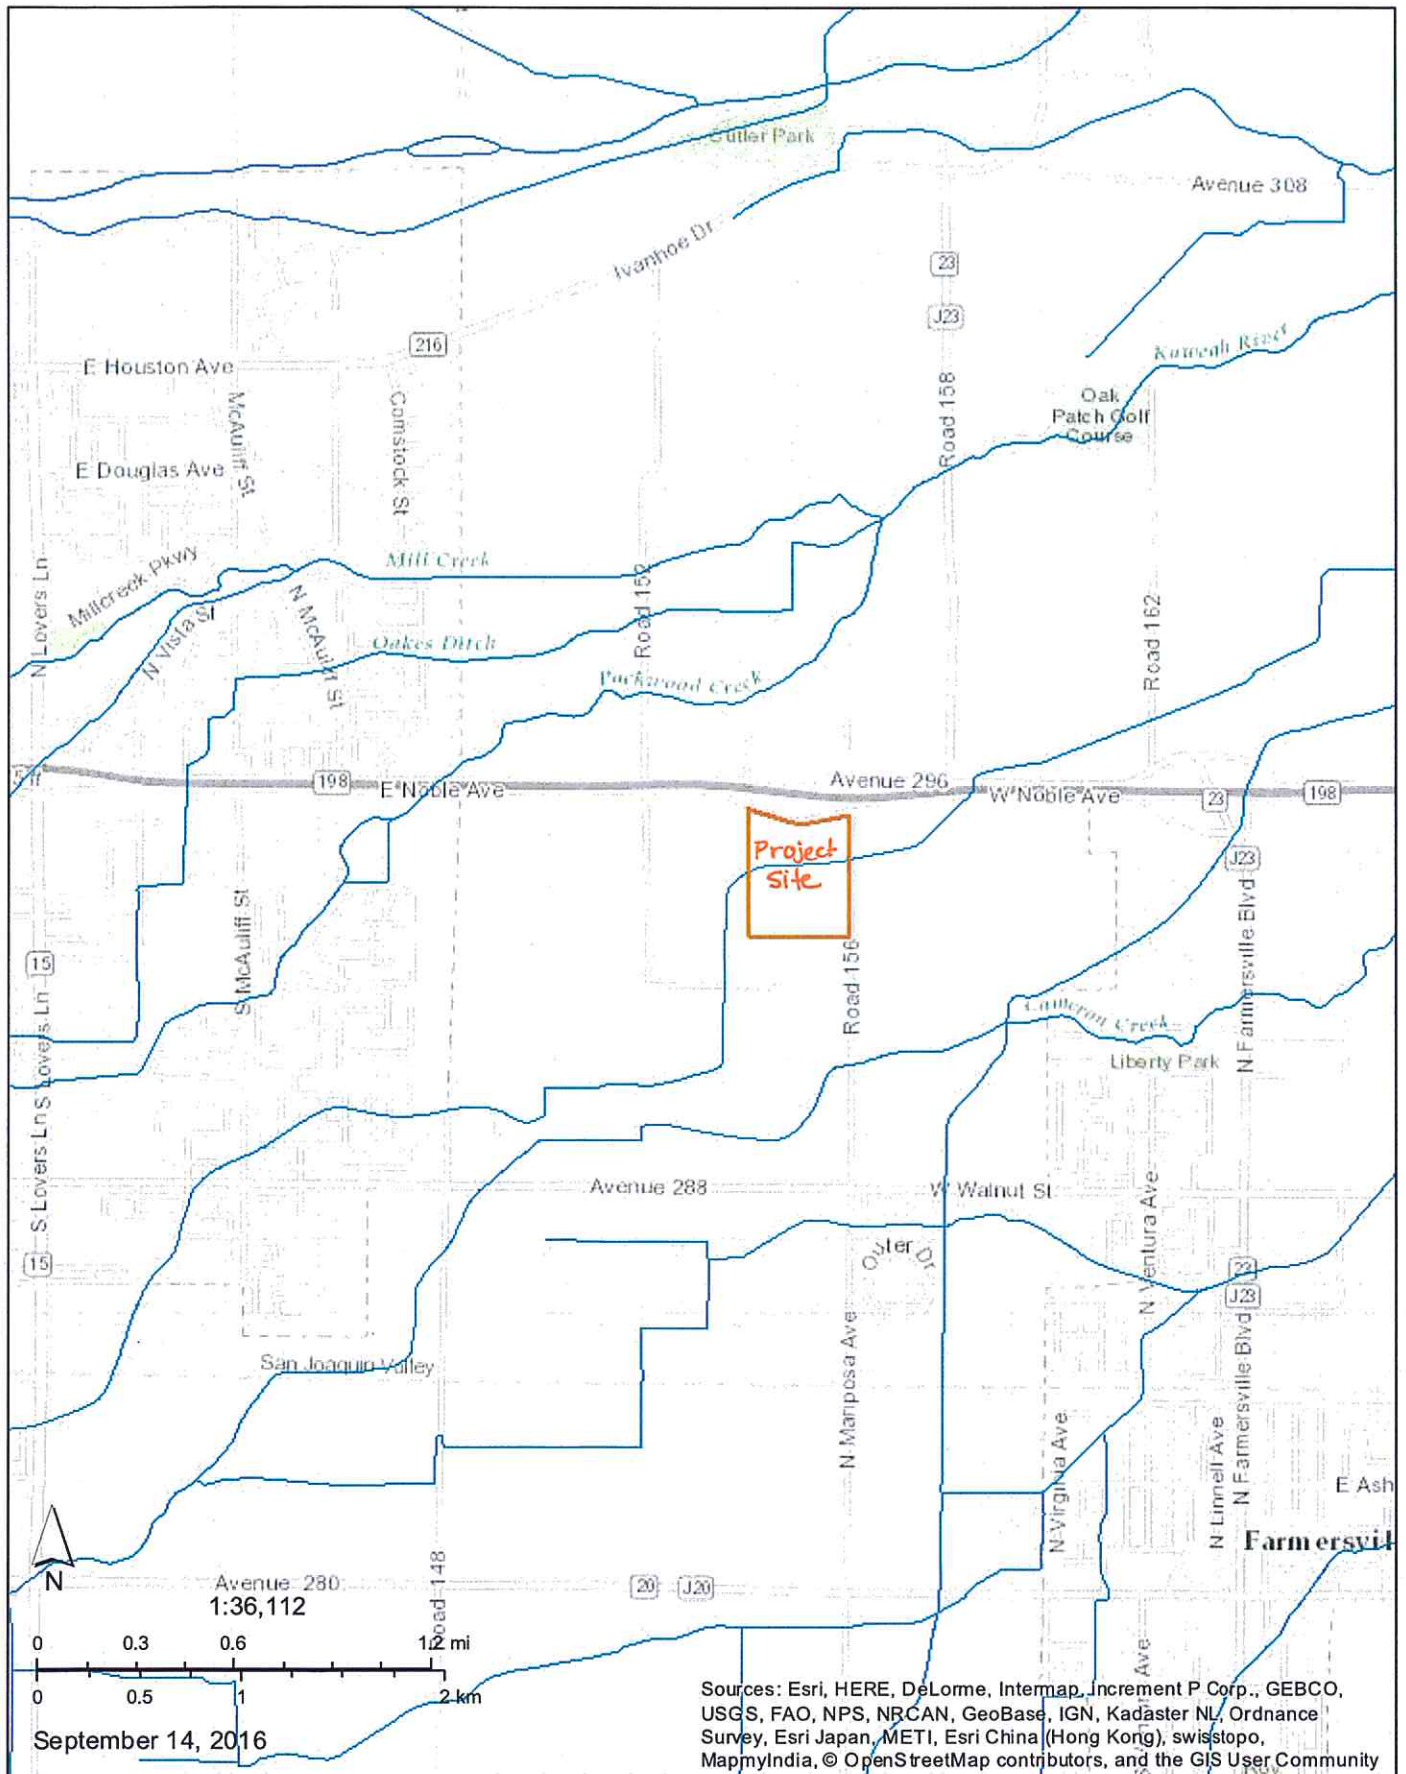 Cutler Park
Avenue 308
Ivanhoe Dr
23
J23
216
Kaweah River
E Houston Ave
McAuliff St
Comstock St
Road 158
Oak
Patch Golf
Course
E Douglas Ave
Mill Creek
Millcreek Pkwy
N Lovers Ln
N Vista St
N McAuliff St
Road 152
Road 162
Oakes Ditch
Packwood Creek
198
E Noble Ave
Avenue 296
W Noble Ave
23
198
Project
Site
J23
S McAuliff St
N Farmersville Blvd
15
Road 156
S Lovers Ln
Cameron Creek
Liberty Park
S Lovers Ln
Avenue 288
W Walnut St
N Ventura Ave
15
Outer Dr
23
J23
San Joaquin Valley
N Mariposa Ave
N Virginia Ave
N Linnell Ave
N Farmersville Blvd
E Ash
Farmersvil
N
Avenue 280
Road 148
20
J20
1:36,112
0 0.3 0.6 1.2 mi
0 0.5 1 2 km
September 14, 2016
Sources: Esri, HERE, DeLorme, Intermap, increment P Corp., GEBCO,
USGS, FAO, NPS, NRCAN, GeoBase, IGN, Kadaster NL, Ordnance
Survey, Esri Japan, METI, Esri China (Hong Kong), swisstopo,
MapmyIndia, © OpenStreetMap contributors, and the GIS User Community